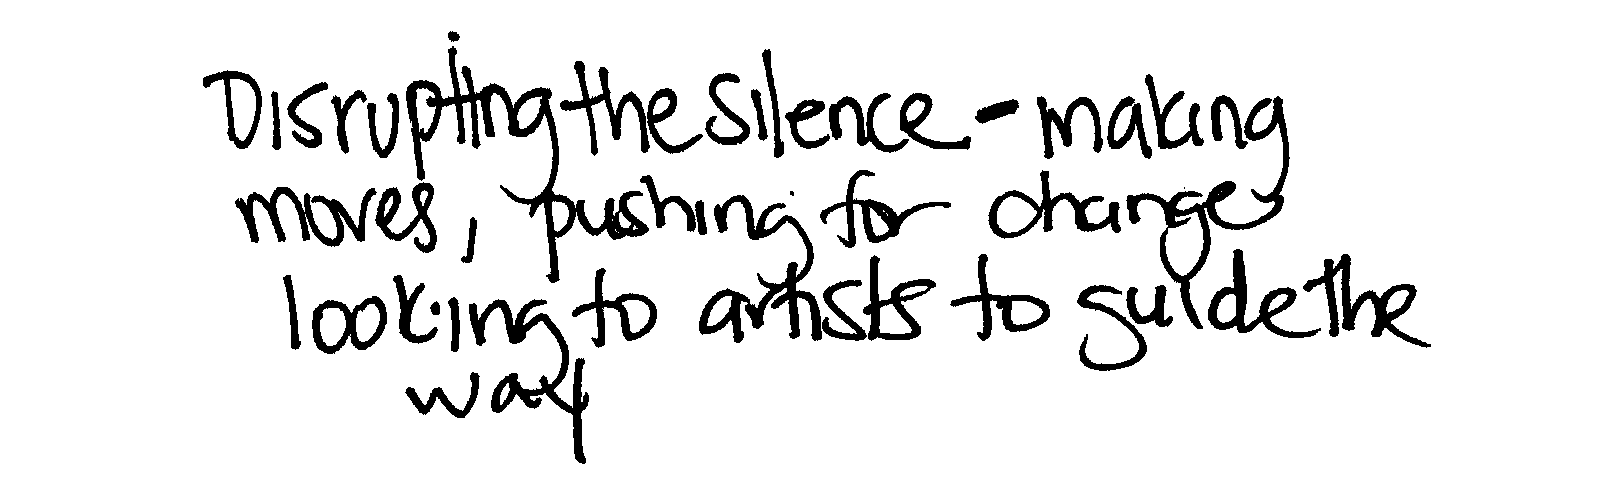 Disrupting the silence - making
moves, pushing for change
looking to artists to guide the
way